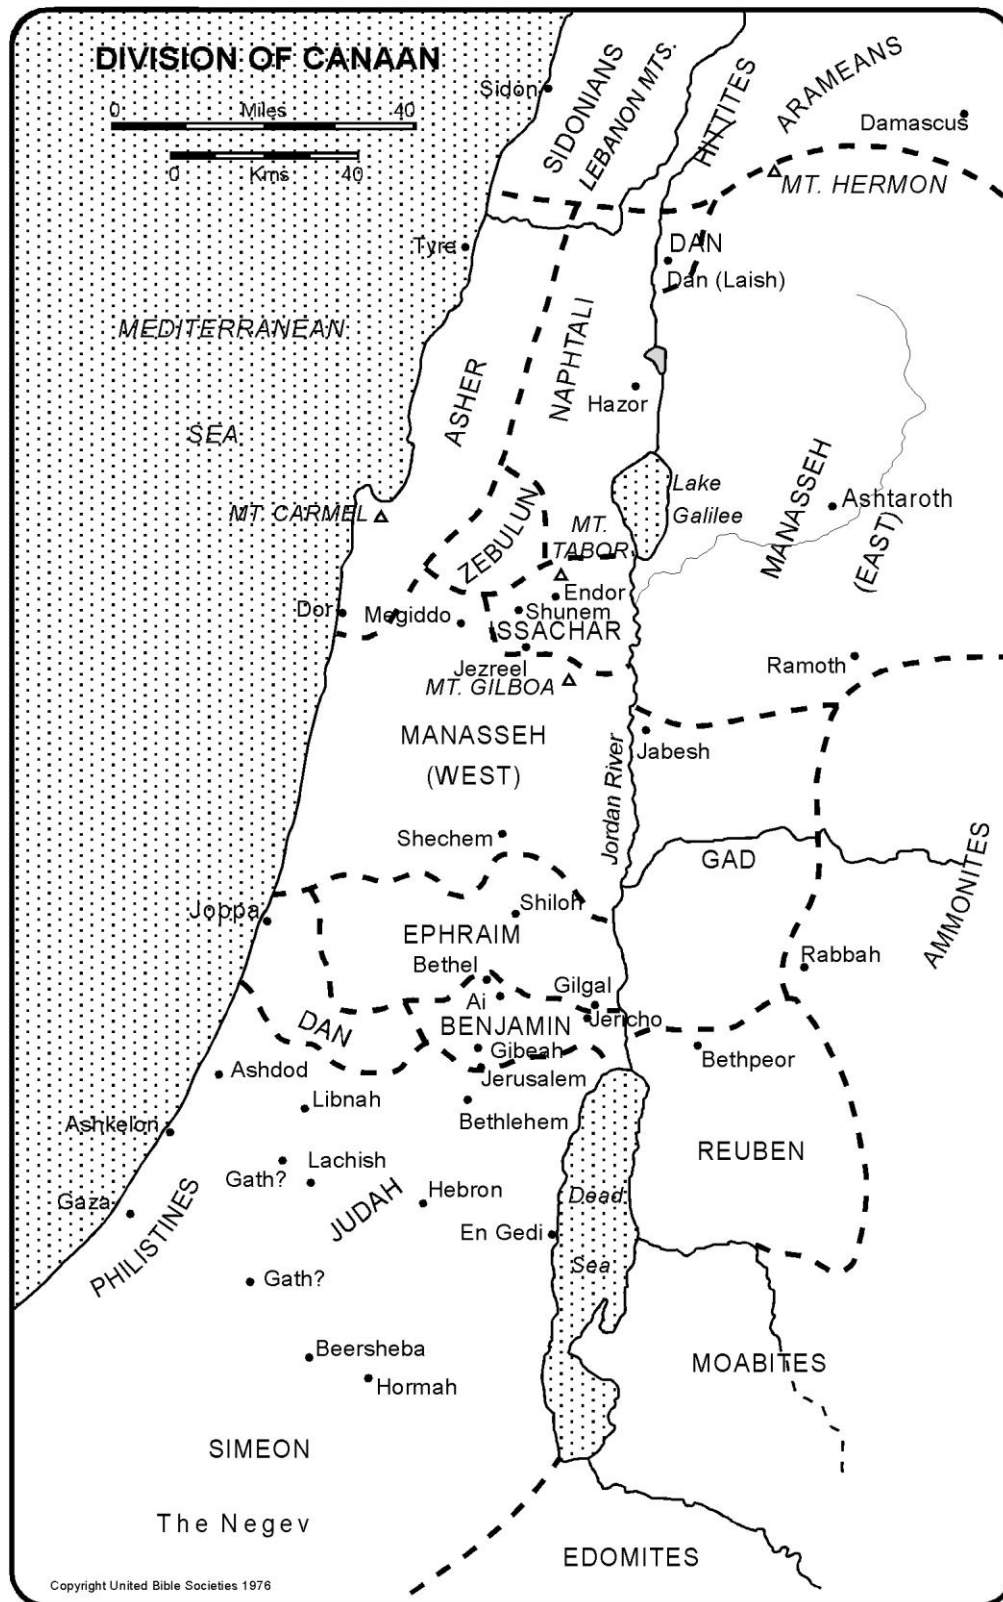 DIVISION OF CANAAN
0 Miles 40
0 Kms 40
Sidon
SIDONIANS
LEBANON MTS.
HITTITES
ARAMEANS
Damascus
MT. HERMON
Tyre
DAN
Dan (Laish)
MEDITERRANEAN
SEA
ASHER
NAPHTALI
Hazor
MANASSEH
(EAST)
Lake
Galilee
Ashtaroth
MT. CARMEL
ZEBULUN
MT.
TABOR
Endor
Dor
Megiddo
Shunem
ISSACHAR
Jezreel
MT. GILBOA
Ramoth
MANASSEH
(WEST)
Jordan River
Jabesh
Shechem
GAD
AMMONITES
Joppa
Shiloh
EPHRAIM
Bethel
Rabbah
Ai
Gilgal
DAN
BENJAMIN
Jericho
Gibeah
Bethpeor
Ashdod
Jerusalem
Libnah
Bethlehem
Ashkelon
REUBEN
Lachish
Gath?
JUDAH
Hebron
Dead
Sea
Gaza
PHILISTINES
En Gedi
Gath?
Beersheba
Hormah
MOABITES
SIMEON
The Negev
EDOMITES
Copyright United Bible Societies 1976